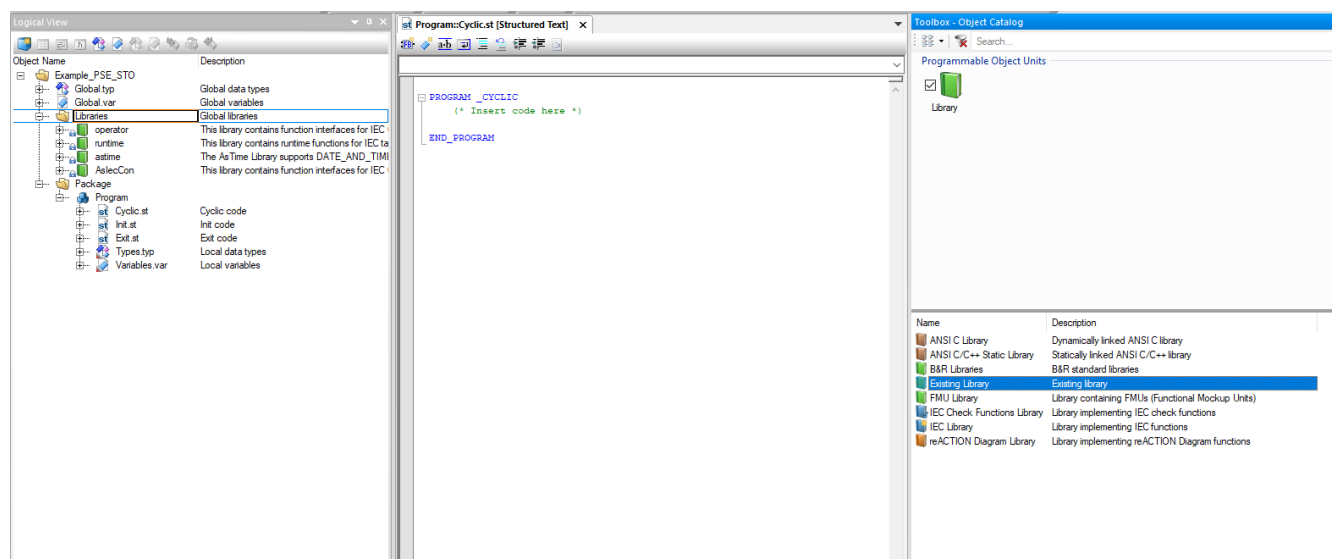 Logical View
Object Name Description
Example_PSE_STO
Global.typ Global data types
Global.var Global variables
Libraries Global libraries
operator This library contains function interfaces for IEC
runtime This library contains runtime functions for IEC ta
astime The AsTime Library supports DATE_AND_TIM
AsIecCon This library contains function interfaces for IEC
Package
Program
Cyclic.st Cyclic code
Init.st Init code
Exit.st Exit code
Types.typ Local data types
Variables.var Local variables
st Program::Cyclic.st [Structured Text]
PROGRAM _CYCLIC
(* Insert code here *)
END_PROGRAM
Toolbox - Object Catalog
Search...
Programmable Object Units
Library
Name Description
ANSI C Library Dynamically linked ANSI C library
ANSI C/C++ Static Library Statically linked ANSI C/C++ library
B&R Libraries B&R standard libraries
Existing Library Existing library
FMU Library Library containing FMUs (Functional Mockup Units)
IEC Check Functions Library Library implementing IEC check functions
IEC Library Library implementing IEC functions
reACTION Diagram Library Library implementing reACTION Diagram functions